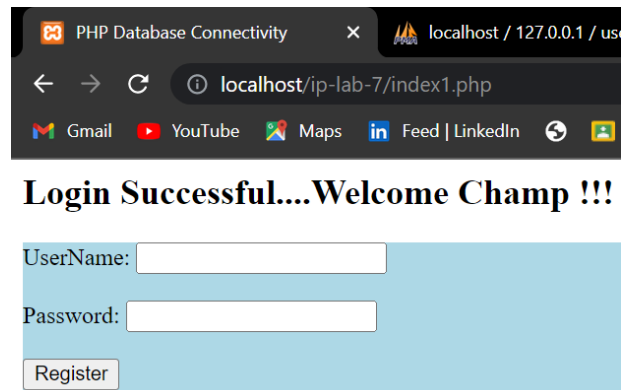 PHP Database Connectivity
localhost / 127.0.0.1 / us
localhost/ip-lab-7/index1.php
Gmail YouTube Maps Feed | LinkedIn
Login Successful....Welcome Champ !!!
UserName:
Password:
Register